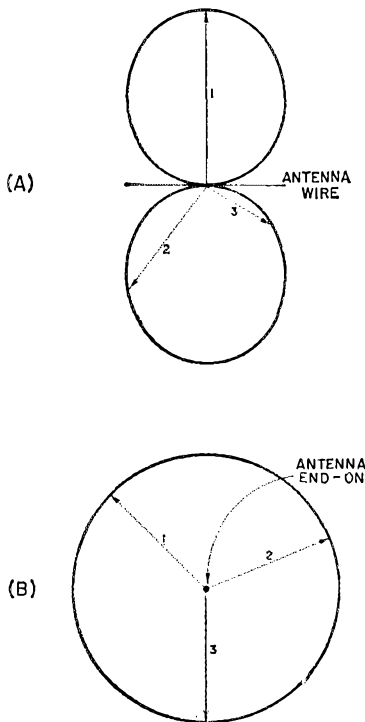 1
(A)
ANTENNA
WIRE
3
2
ANTENNA
END-ON
1
2
(B)
3